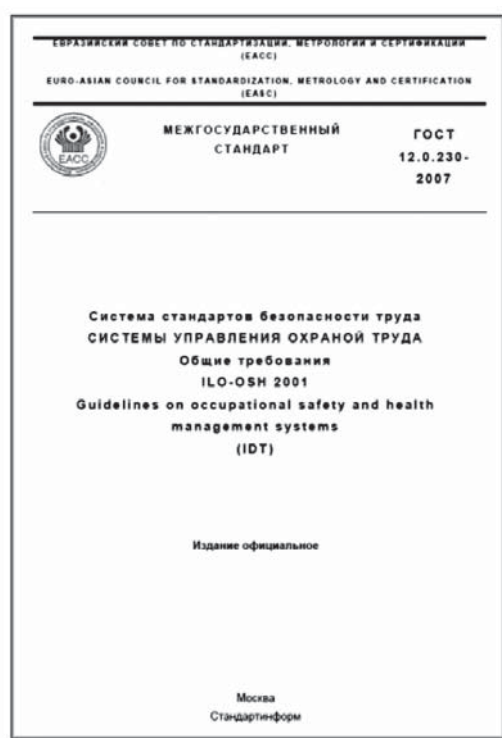 ЕВРАЗИЙСКИЙ СОВЕТ ПО СТАНДАРТИЗАЦИИ, МЕТРОЛОГИИ И СЕРТИФИКАЦИИ
(EACC)
EURO-ASIAN COUNCIL FOR STANDARDIZATION, METROLOGY AND CERTIFICATION
(EASC)
EACC
МЕЖГОСУДАРСТВЕННЫЙ
СТАНДАРТ
ГОСТ
12.0.230-
2007
Система стандартов безопасности труда
СИСТЕМЫ УПРАВЛЕНИЯ ОХРАНОЙ ТРУДА
Общие требования
ILO-OSH 2001
Guidelines on occupational safety and health
management systems
(IDT)
Издание официальное
Москва
Стандартинформ